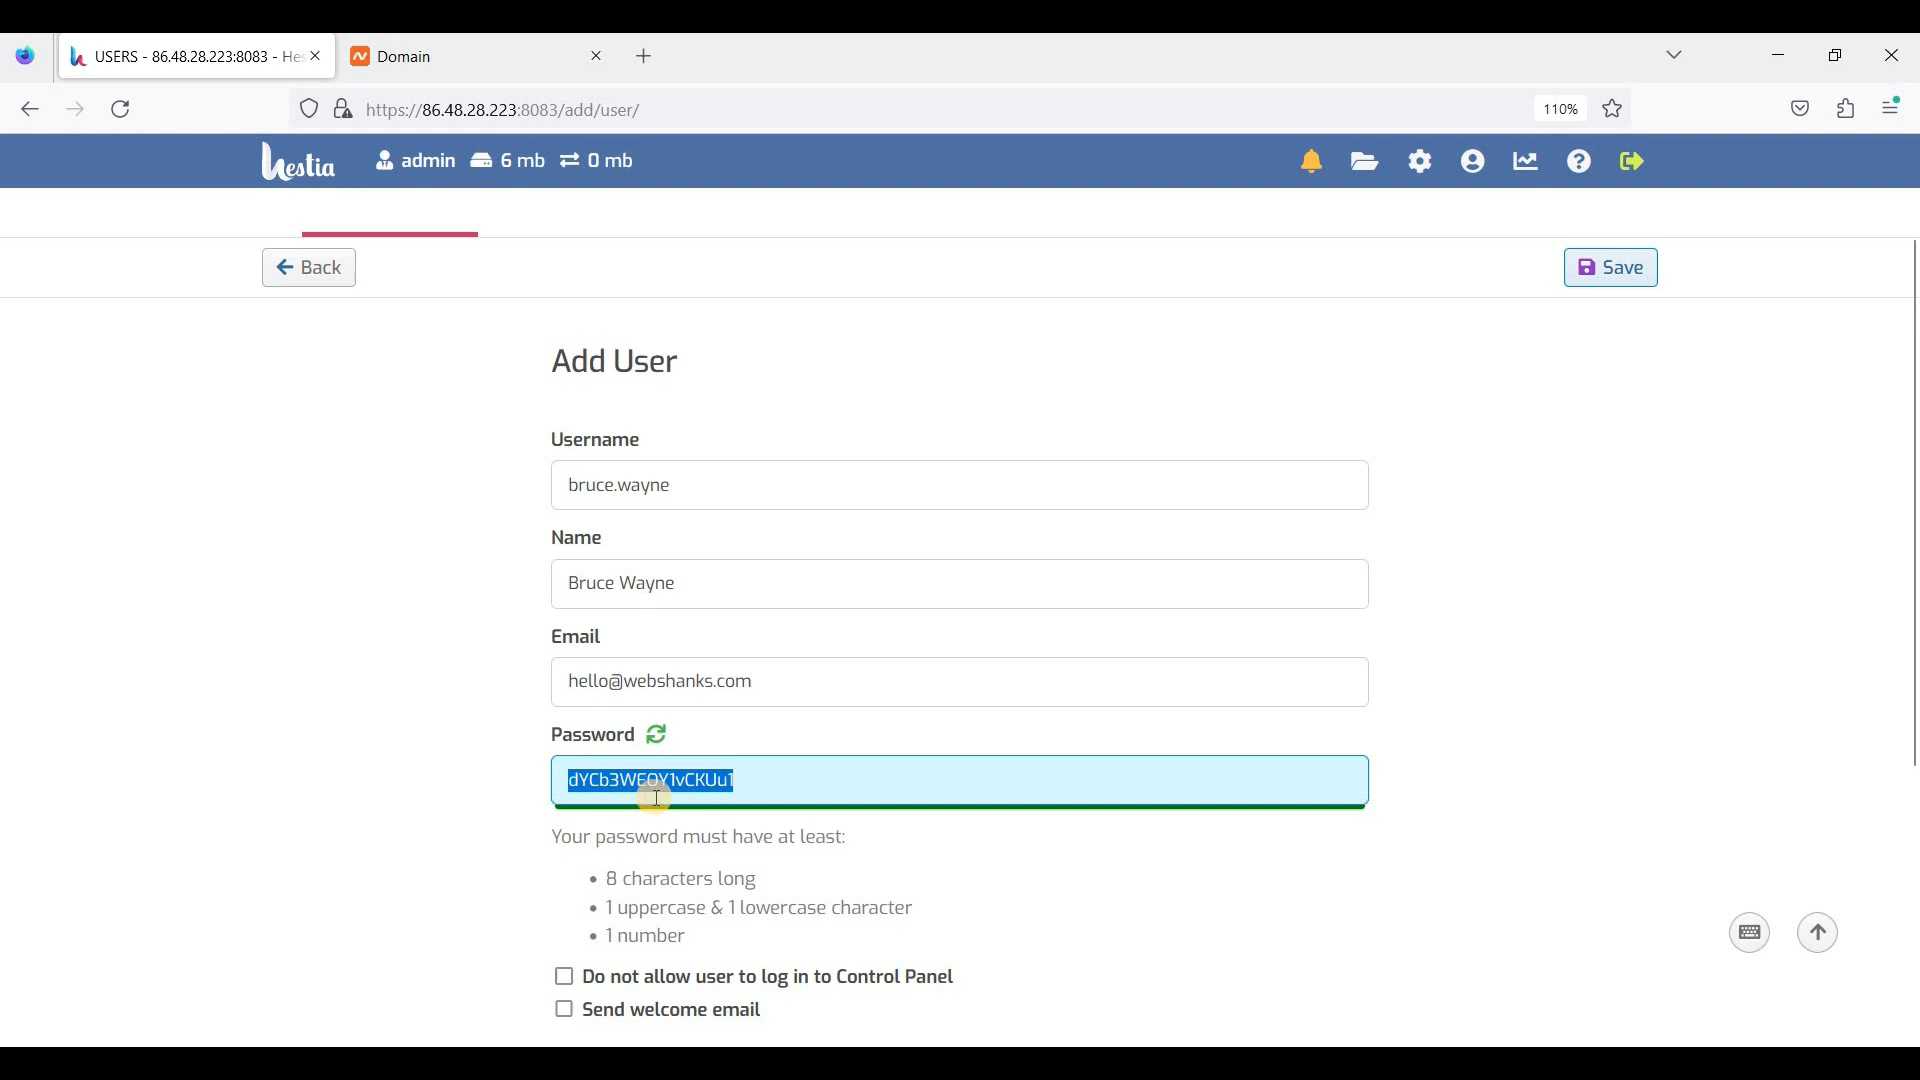 USERS - 86.48.28.223:8083 - Hes
Domain
https://86.48.28.223:8083/add/user/
110%
hestia
admin 6 mb 0 mb
Back
Save
Add User
Username
bruce.wayne
Name
Bruce Wayne
Email
hello@webshanks.com
Password
dYCb3WEOY1vCKUu1
Your password must have at least:
• 8 characters long
• 1 uppercase & 1 lowercase character
• 1 number
Do not allow user to log in to Control Panel
Send welcome email